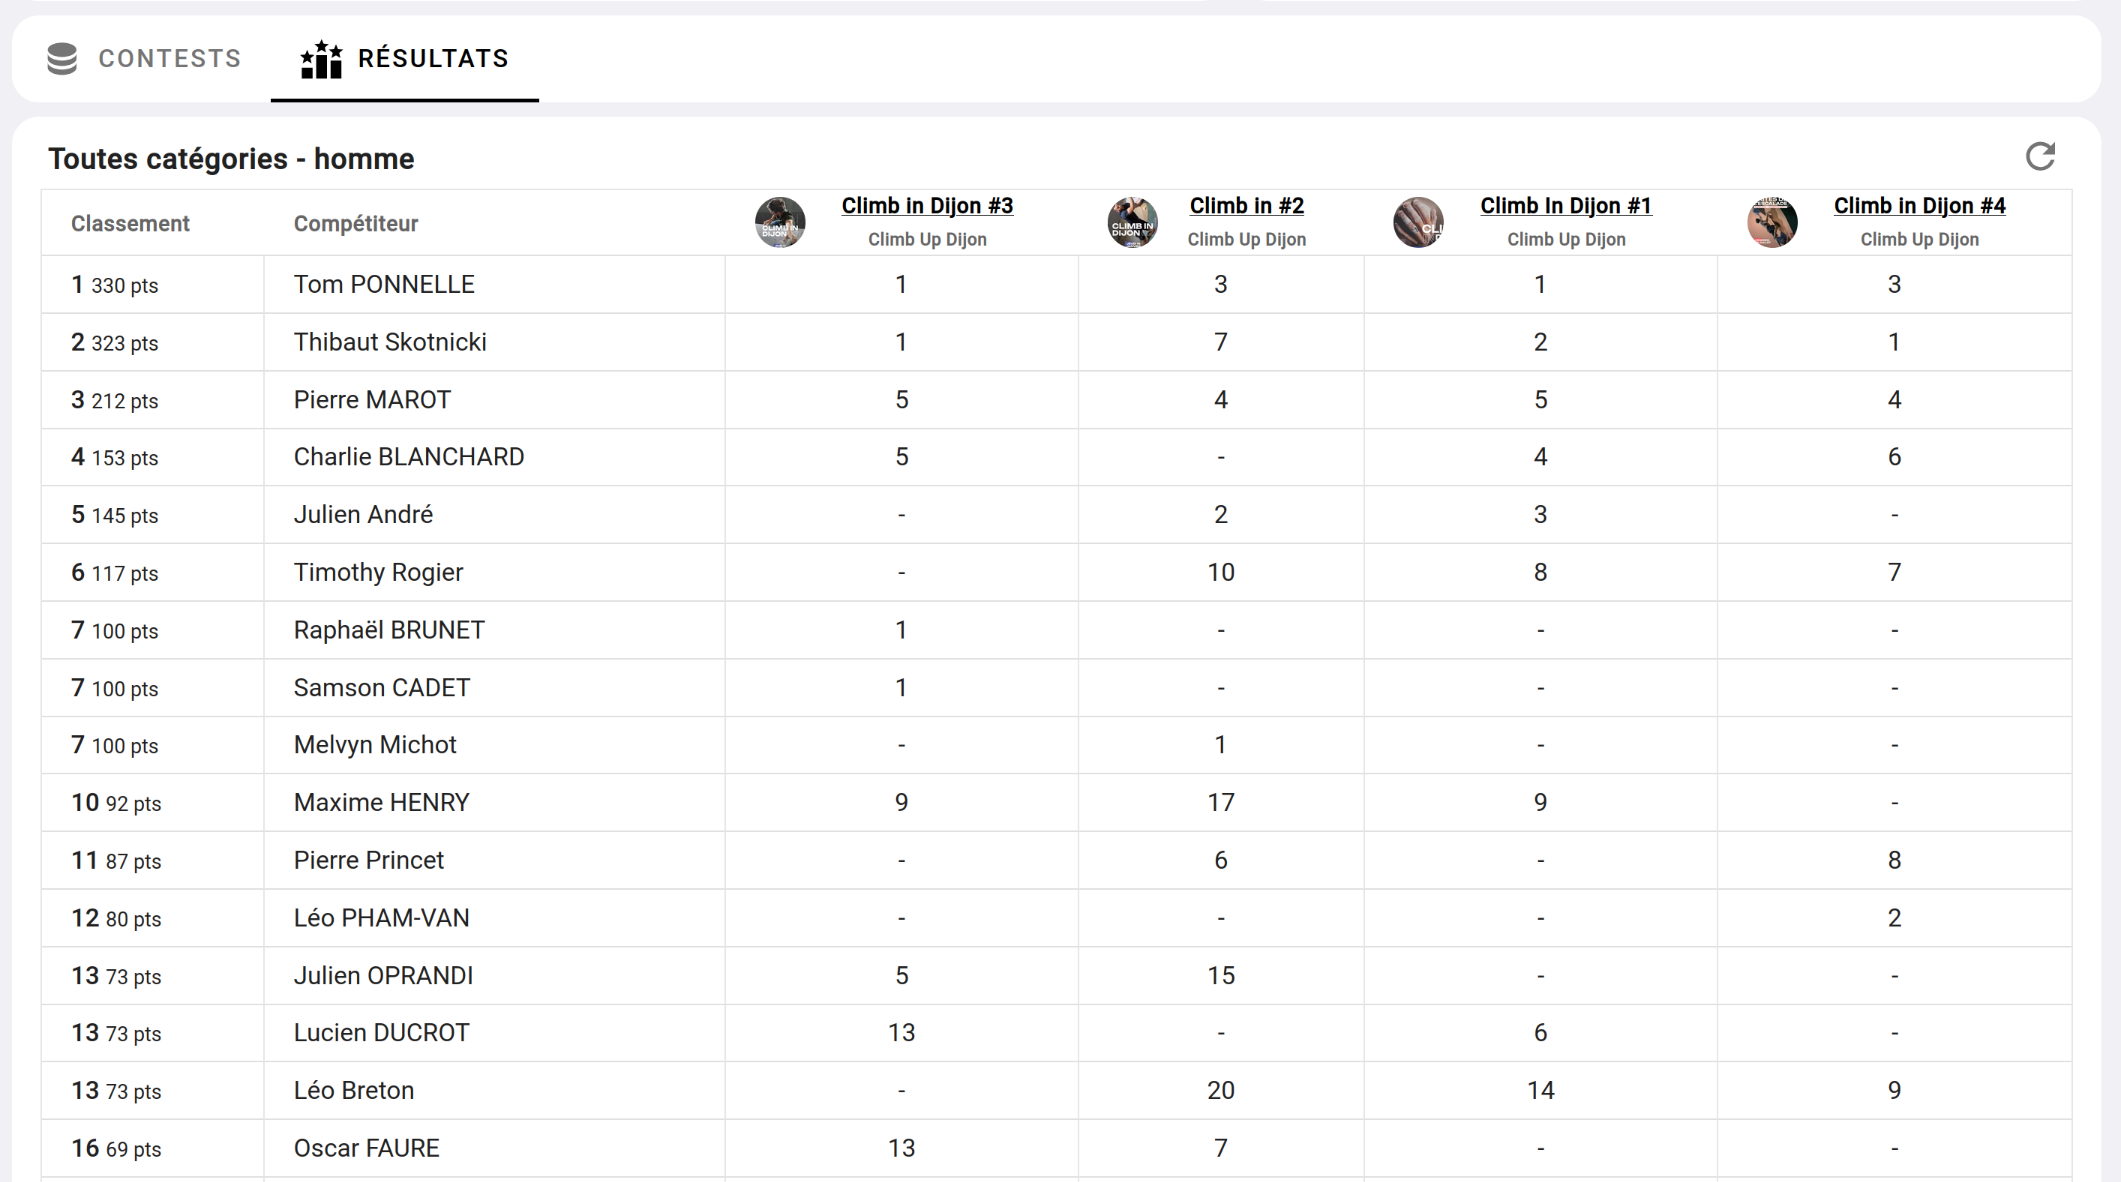 CONTESTS RÉSULTATS
Toutes catégories - homme
Classement Compétiteur Climb in Dijon #3 Climb in #2 Climb In Dijon #1 Climb in Dijon #4
Climb Up Dijon Climb Up Dijon Climb Up Dijon Climb Up Dijon
1 330 pts Tom PONNELLE 1 3 1 3
2 323 pts Thibaut Skotnicki 1 7 2 1
3 212 pts Pierre MAROT 5 4 5 4
4 153 pts Charlie BLANCHARD 5 - 4 6
5 145 pts Julien André - 2 3 -
6 117 pts Timothy Rogier - 10 8 7
7 100 pts Raphaël BRUNET 1 - - -
7 100 pts Samson CADET 1 - - -
7 100 pts Melvyn Michot - 1 - -
10 92 pts Maxime HENRY 9 17 9 -
11 87 pts Pierre Princet - 6 - 8
12 80 pts Léo PHAM-VAN - - - 2
13 73 pts Julien OPRANDI 5 15 - -
13 73 pts Lucien DUCROT 13 - 6 -
13 73 pts Léo Breton - 20 14 9
16 69 pts Oscar FAURE 13 7 - -